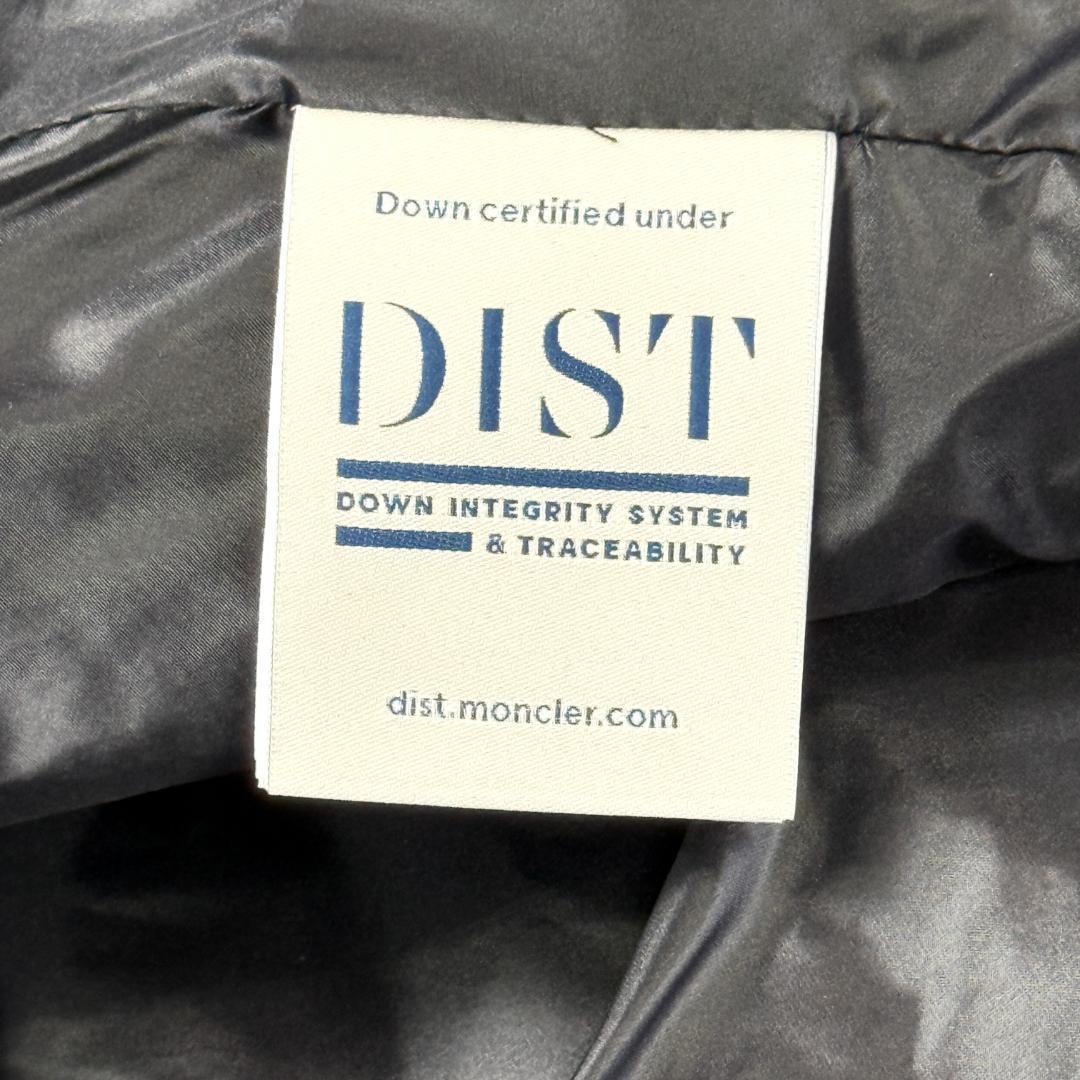 Down certified under
DIST
DOWN INTEGRITY SYSTEM
& TRACEABILITY
dist.moncler.com